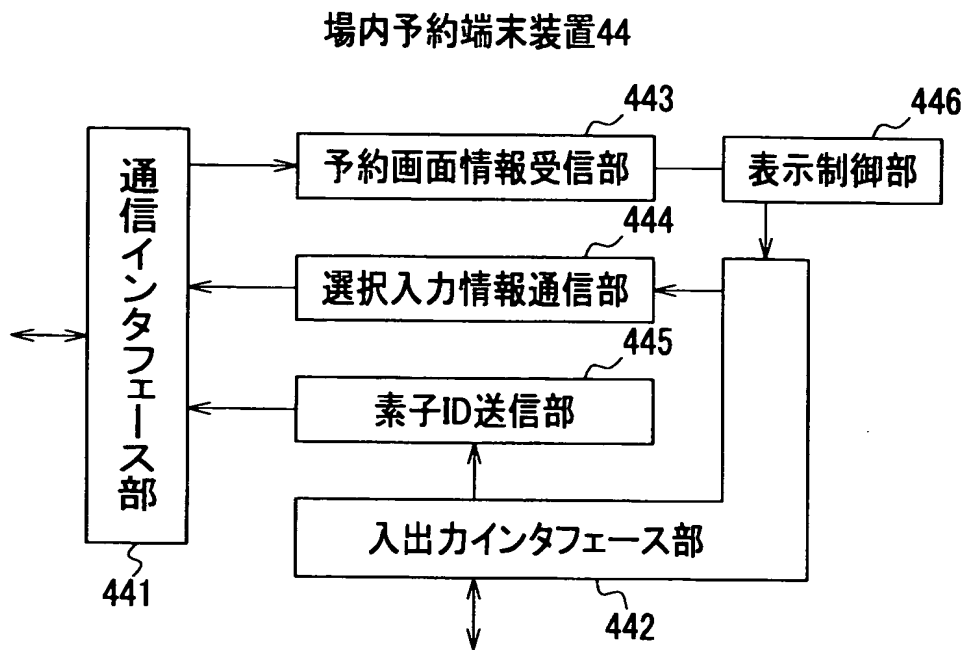 場内予約端末装置44
443
予約画面情報受信部
446
表示制御部
通信インタフェース部
444
選択入力情報通信部
445
素子ID送信部
入出力インタフェース部
441
442